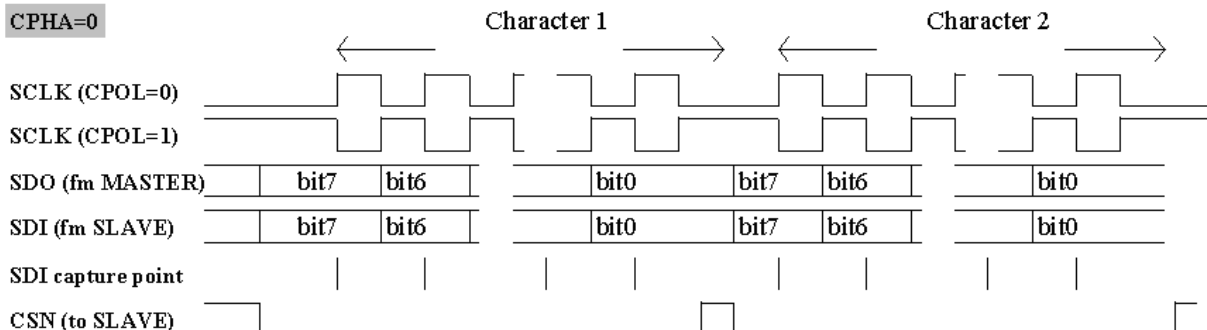 CPHA=0
Character 1
Character 2
SCLK (CPOL=0)
SCLK (CPOL=1)
SDO (fm MASTER) bit7 bit6 bit0 bit7 bit6 bit0
SDI (fm SLAVE) bit7 bit6 bit0 bit7 bit6 bit0
SDI capture point
CSN (to SLAVE)